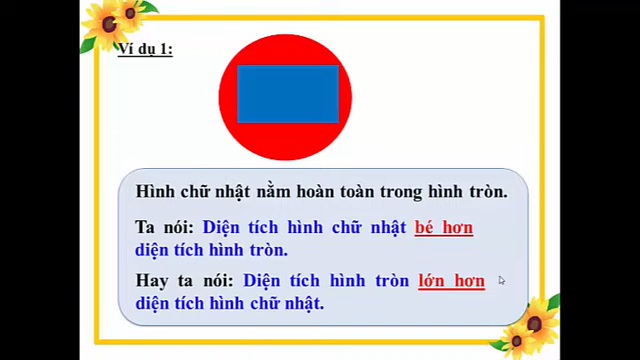 Ví dụ 1:
Hình chữ nhật nằm hoàn toàn trong hình tròn.
Ta nói: Diện tích hình chữ nhật bé hơn
diện tích hình tròn.
Hay ta nói: Diện tích hình tròn lớn hơn
diện tích hình chữ nhật.